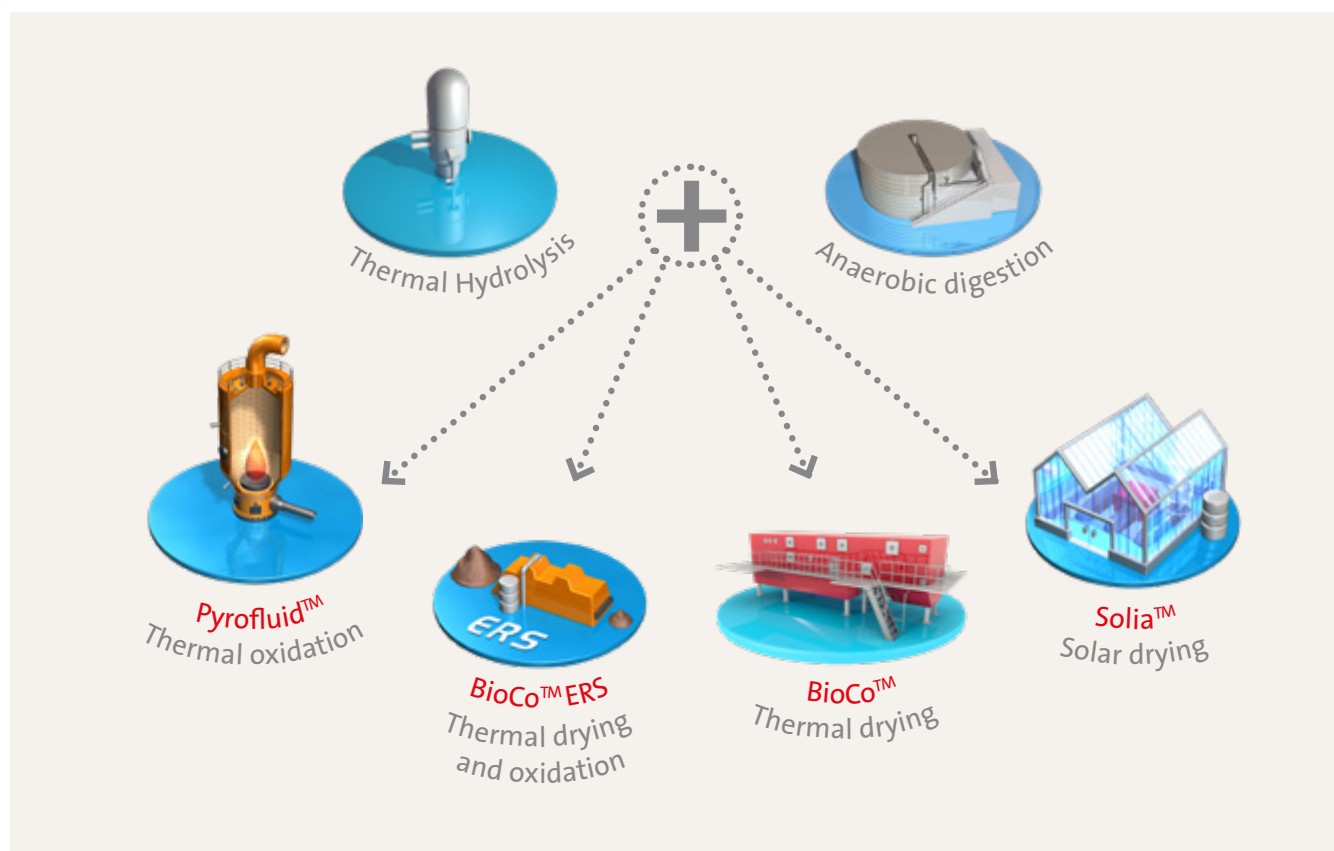 Thermal Hydrolysis
Anaerobic digestion
Pyrofluid™
Thermal oxidation
ERS
BioCo™ ERS
Thermal drying
and oxidation
BioCo™
Thermal drying
Solia™
Solar drying